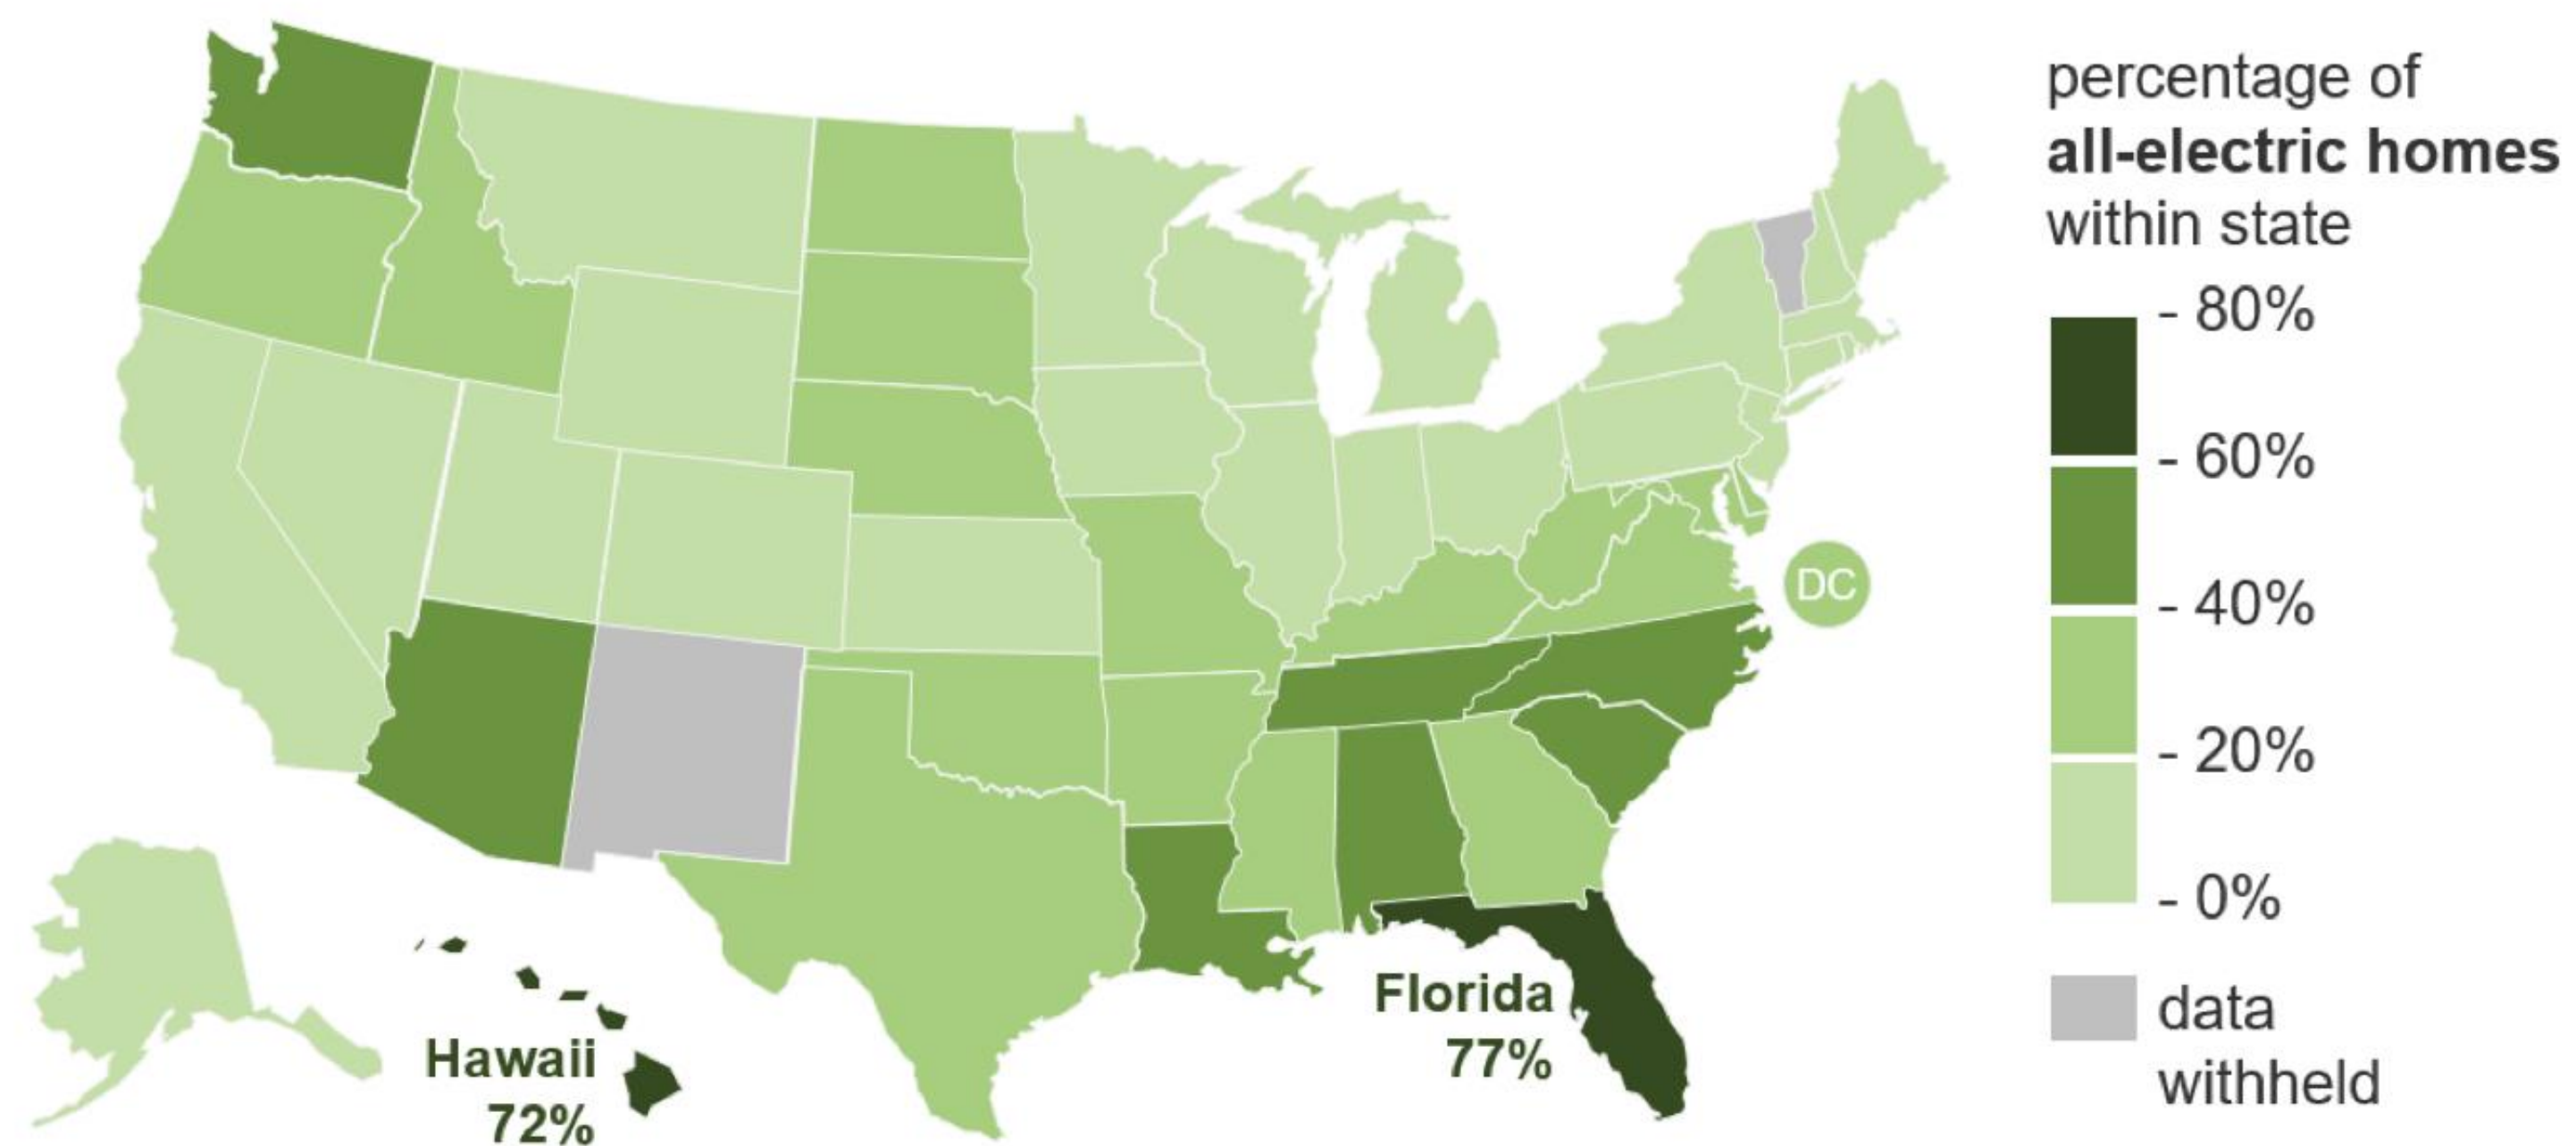 percentage of
all-electric homes
within state
- 80%
- 60%
- 40%
- 20%
- 0%
data
withheld
DC
Florida
77%
Hawaii
72%